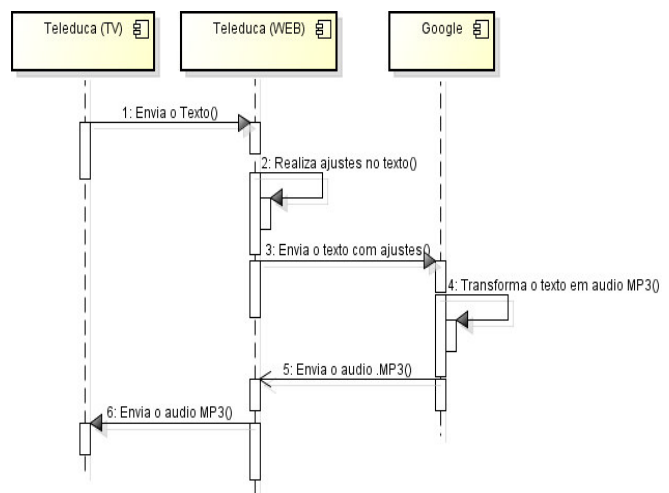 Teleduca (TV)
Teleduca (WEB)
Google
1: Envia o Texto()
2: Realiza ajustes no texto()
3: Envia o texto com ajustes()
4: Transforma o texto em audio MP3()
5: Envia o audio .MP3()
6: Envia o audio MP3()